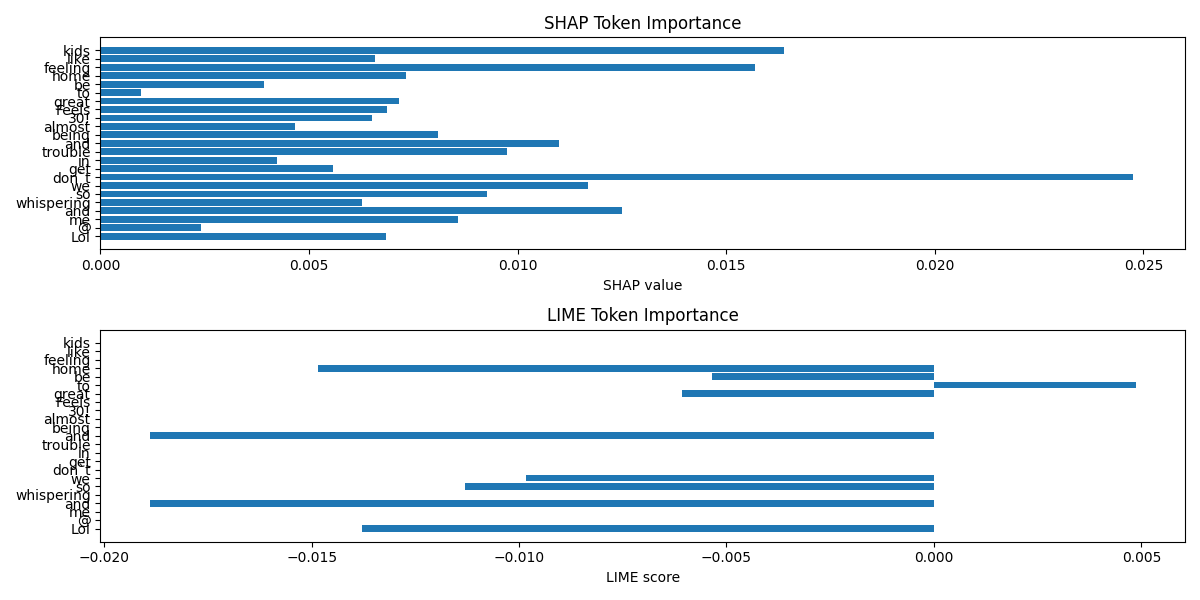 SHAP Token Importance
kids
like
feeling
home
be
to
great
Feels
30!
almost
being
and
trouble
in
get
don't
we
so
whispering
and
me
@
Lol
0.000 0.005 0.010 0.015 0.020 0.025
SHAP value
LIME Token Importance
kids
like
feeling
home
be
to
great
Feels
30!
almost
being
and
trouble
in
get
don't
we
so
whispering
and
me
@
Lol
−0.020 −0.015 −0.010 −0.005 0.000 0.005
LIME score